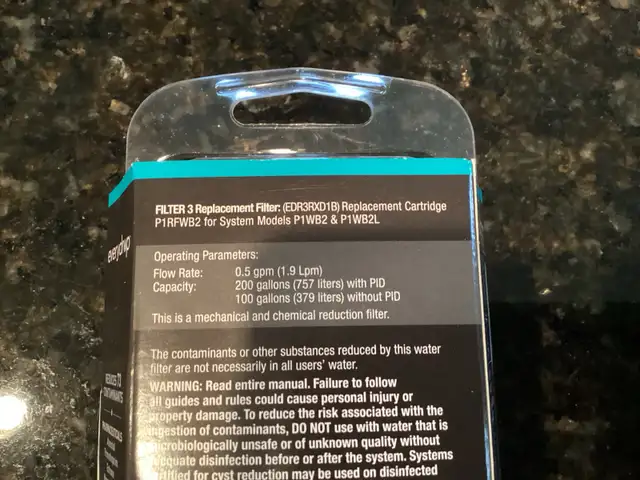 FILTER 3 Replacement Filter: (EDR3RXD1B) Replacement Cartridge
P1RFWB2 for System Models P1WB2 & P1WB2L
everydrop
Operating Parameters:
Flow Rate: 0.5 gpm (1.9 Lpm)
Capacity: 200 gallons (757 liters) with PID
100 gallons (379 liters) without PID
This is a mechanical and chemical reduction filter.
The contaminants or other substances reduced by this water
filter are not necessarily in all users' water.
WARNING: Read entire manual. Failure to follow
all guides and rules could cause personal injury or
property damage. To reduce the risk associated with the
ingestion of contaminants, DO NOT use with water that is
microbiologically unsafe or of unknown quality without
adequate disinfection before or after the system. Systems
certified for cyst reduction may be used on disinfected
CONTAMINANTS
PHARMACEUTICALS